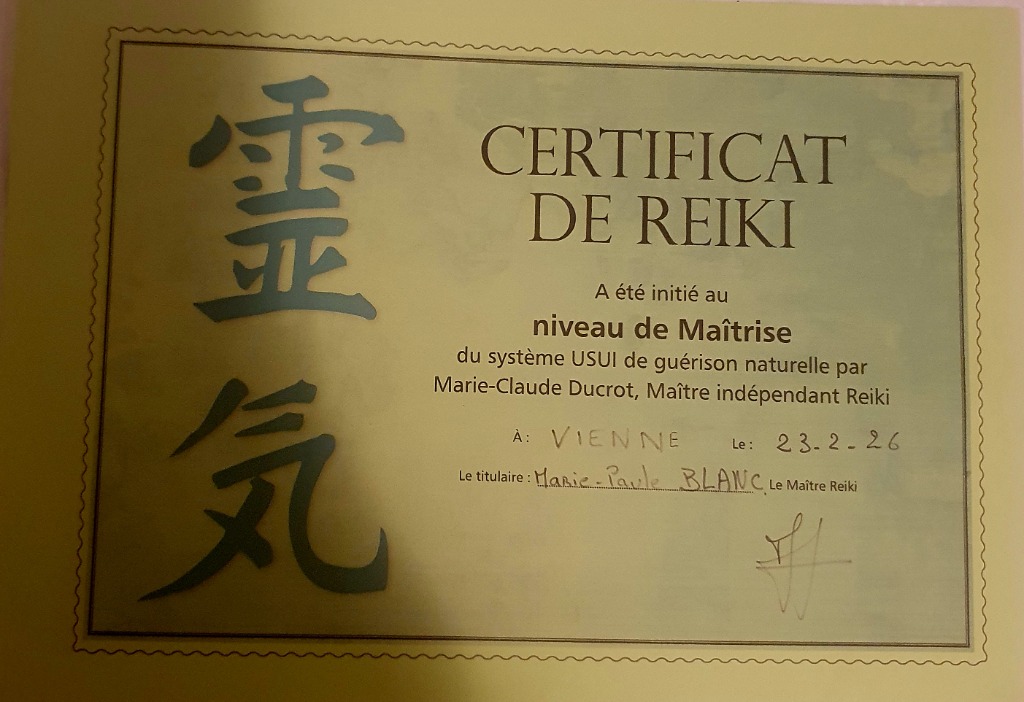 霊気
CERTIFICAT
DE REIKI
A été initié au
niveau de Maîtrise
du système USUI de guérison naturelle par
Marie-Claude Ducrot, Maître indépendant Reiki
À : VIENNE Le : 23-2-26
Le titulaire : Marie-Paule BLANC Le Maître Reiki